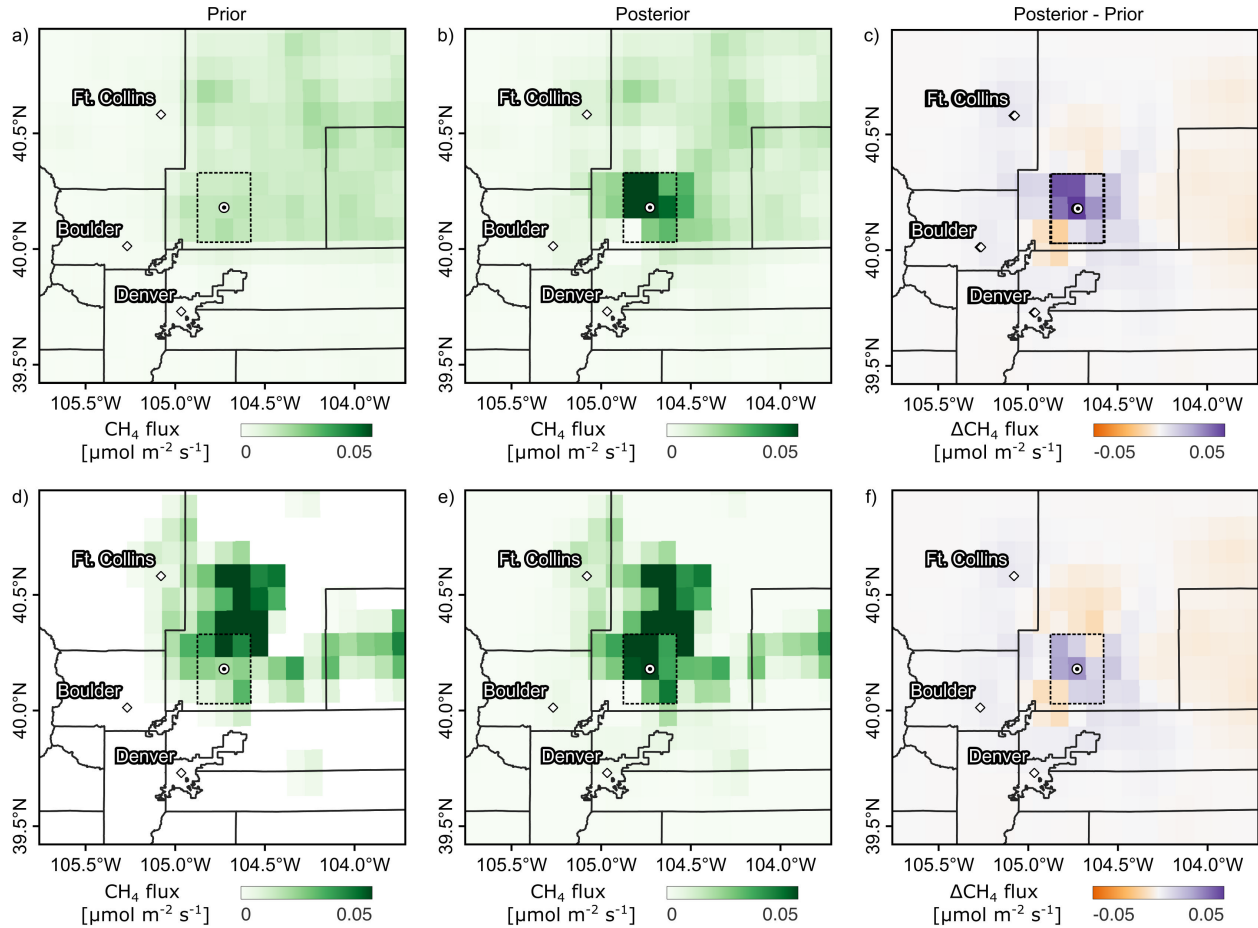 Prior
Posterior
Posterior - Prior
a)
b)
c)
Ft. Collins
Ft. Collins
Ft. Collins
40.5°N
40.5°N
40.5°N
Boulder
Boulder
Boulder
40.0°N
40.0°N
40.0°N
Denver
Denver
Denver
39.5°N
39.5°N
39.5°N
105.5°W 105.0°W 104.5°W 104.0°W
105.5°W 105.0°W 104.5°W 104.0°W
105.5°W 105.0°W 104.5°W 104.0°W
CH₄ flux
[µmol m⁻² s⁻¹]
0 0.05
CH₄ flux
[µmol m⁻² s⁻¹]
0 0.05
ΔCH₄ flux
[µmol m⁻² s⁻¹]
-0.05 0.05
d)
e)
f)
Ft. Collins
Ft. Collins
Ft. Collins
40.5°N
40.5°N
40.5°N
Boulder
Boulder
Boulder
40.0°N
40.0°N
40.0°N
Denver
Denver
Denver
39.5°N
39.5°N
39.5°N
105.5°W 105.0°W 104.5°W 104.0°W
105.5°W 105.0°W 104.5°W 104.0°W
105.5°W 105.0°W 104.5°W 104.0°W
CH₄ flux
[µmol m⁻² s⁻¹]
0 0.05
CH₄ flux
[µmol m⁻² s⁻¹]
0 0.05
ΔCH₄ flux
[µmol m⁻² s⁻¹]
-0.05 0.05